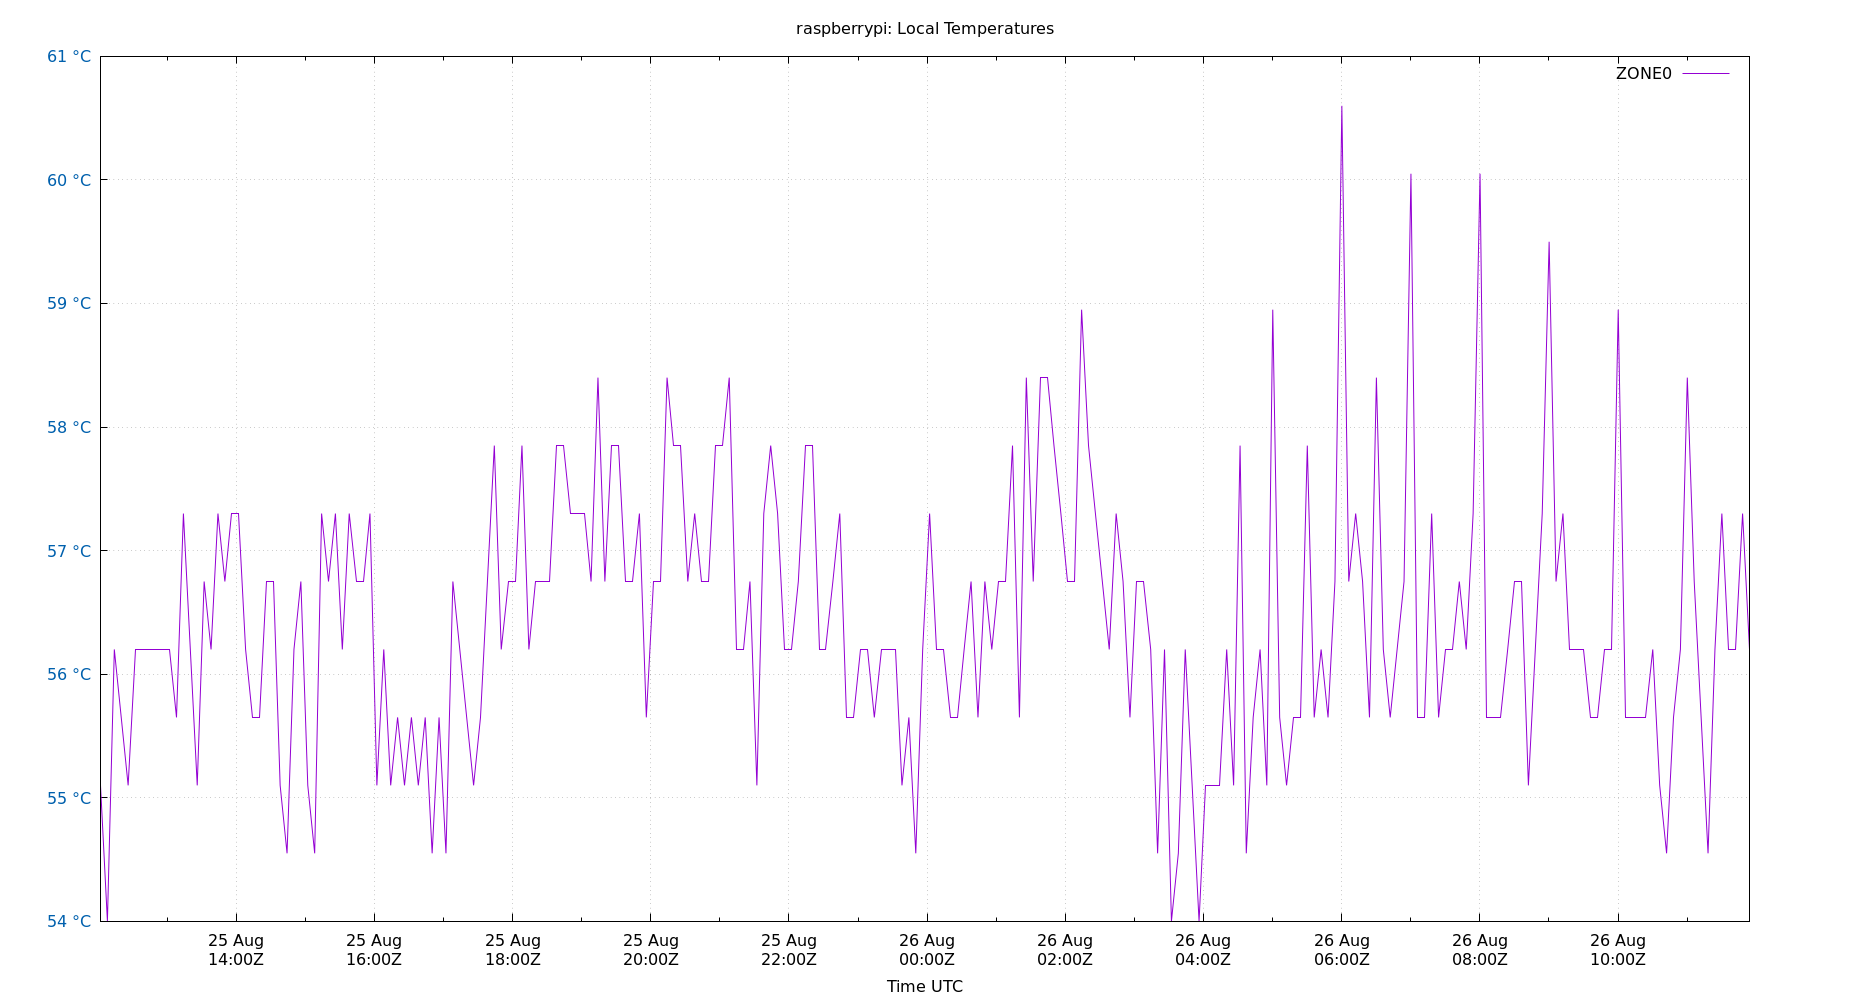 raspberrypi: Local Temperatures
61 °C
ZONE0
60 °C
59 °C
58 °C
57 °C
56 °C
55 °C
54 °C
25 Aug 25 Aug 25 Aug 25 Aug 25 Aug 26 Aug 26 Aug 26 Aug 26 Aug 26 Aug 26 Aug
14:00Z 16:00Z 18:00Z 20:00Z 22:00Z 00:00Z 02:00Z 04:00Z 06:00Z 08:00Z 10:00Z
Time UTC